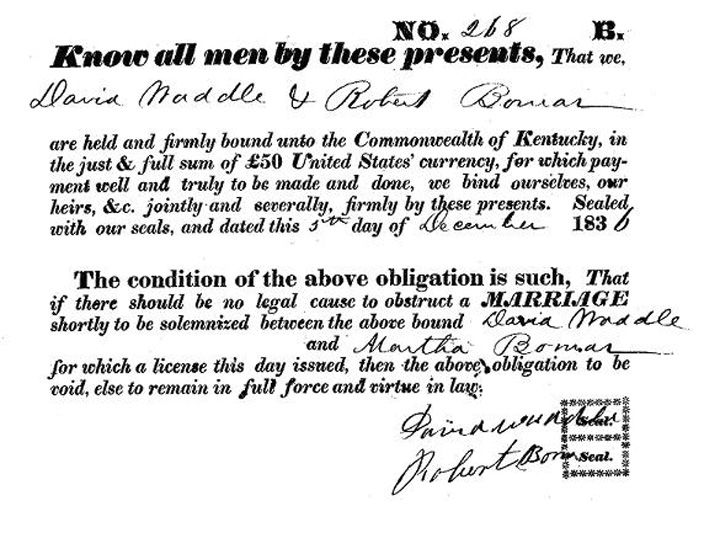 NO. 268 B.
Know all men by these presents, That we,
David Waddle & Robert Bomar
are held and firmly bound unto the Commonwealth of Kentucky, in
the just & full sum of £50 United States' currency, for which pay-
ment well and truly to be made and done, we bind ourselves, our
heirs, &c. jointly and severally, firmly by these presents. Sealed
with our seals, and dated this 5th day of December 1836
The condition of the above obligation is such, That
if there should be no legal cause to obstruct a MARRIAGE
shortly to be solemnized between the above bound David Waddle
and Martha Bomar
for which a license this day issued, then the above obligation to be
void, else to remain in full force and virtue in law.
David Seal.
Robert Bomar Seal.